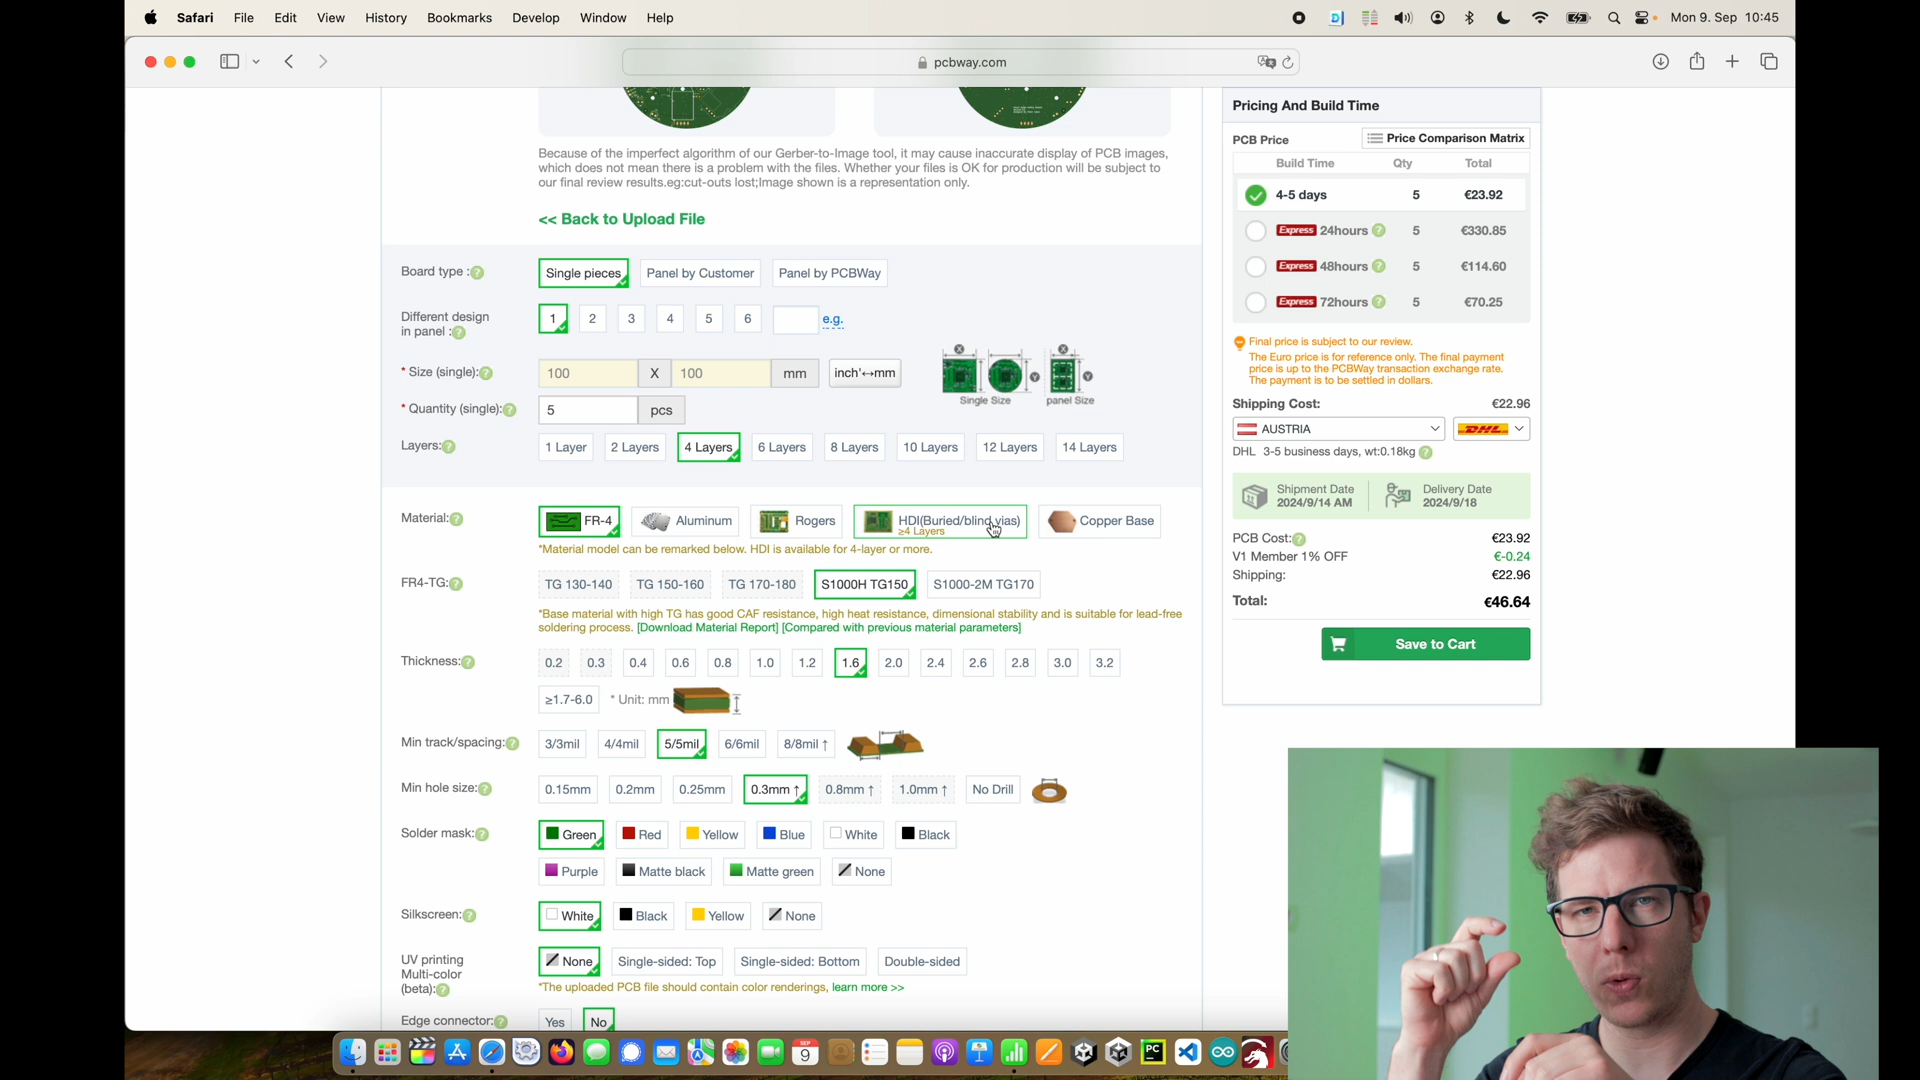 Safari File Edit View History Bookmarks Develop Window Help Mon 9. Sep 10:45
pcbway.com
Because of the imperfect algorithm of our Gerber-to-Image tool, it may cause inaccurate display of PCB images,
which does not mean there is a problem with the files. Whether your files is OK for production will be subject to
our final review results.eg:cut-outs lost;Image shown is a representation only.
<< Back to Upload File
Board type : Single pieces Panel by Customer Panel by PCBWay
Different design
in panel : 1 2 3 4 5 6 e.g.
* Size (single): 100 X 100 mm inch'↔mm
Single Size panel Size
* Quantity (single): 5 pcs
Layers: 1 Layer 2 Layers 4 Layers 6 Layers 8 Layers 10 Layers 12 Layers 14 Layers
Material: FR-4 Aluminum Rogers HDI(Buried/blind vias) Copper Base
≥4 Layers
*Material model can be remarked below. HDI is available for 4-layer or more.
FR4-TG: TG 130-140 TG 150-160 TG 170-180 S1000H TG150 S1000-2M TG170
*Base material with high TG has good CAF resistance, high heat resistance, dimensional stability and is suitable for lead-free
soldering process. [Download Material Report] [Compared with previous material parameters]
Thickness: 0.2 0.3 0.4 0.6 0.8 1.0 1.2 1.6 2.0 2.4 2.6 2.8 3.0 3.2
≥1.7-6.0 * Unit: mm
Min track/spacing: 3/3mil 4/4mil 5/5mil 6/6mil 8/8mil ↑
Min hole size: 0.15mm 0.2mm 0.25mm 0.3mm ↑ 0.8mm ↑ 1.0mm ↑ No Drill
Solder mask: Green Red Yellow Blue White Black
Purple Matte black Matte green None
Silkscreen: White Black Yellow None
UV printing
Multi-color
(beta): None Single-sided: Top Single-sided: Bottom Double-sided
*The uploaded PCB file should contain color renderings, learn more >>
Edge connector: Yes No
Pricing And Build Time
PCB Price Price Comparison Matrix
Build Time Qty Total
4-5 days 5 €23.92
Express 24hours 5 €330.85
Express 48hours 5 €114.60
Express 72hours 5 €70.25
Final price is subject to our review.
The Euro price is for reference only. The final payment
price is up to the PCBWay transaction exchange rate.
The payment is to be settled in dollars.
Shipping Cost: €22.96
AUSTRIA DHL
DHL 3-5 business days, wt:0.18kg
Shipment Date Delivery Date
2024/9/14 AM 2024/9/18
PCB Cost: €23.92
V1 Member 1% OFF €-0.24
Shipping: €22.96
Total: €46.64
Save to Cart
SEP
9
PC